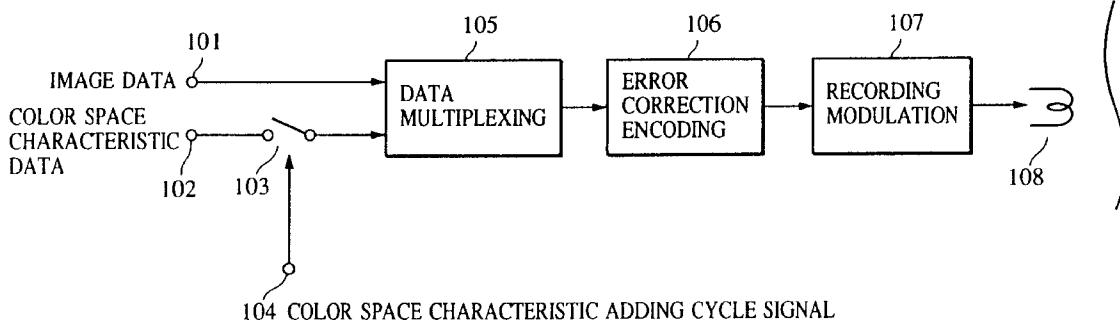 101
IMAGE DATA
COLOR SPACE
CHARACTERISTIC
DATA
102
103
104 COLOR SPACE CHARACTERISTIC ADDING CYCLE SIGNAL
105
DATA
MULTIPLEXING
106
ERROR
CORRECTION
ENCODING
107
RECORDING
MODULATION
108